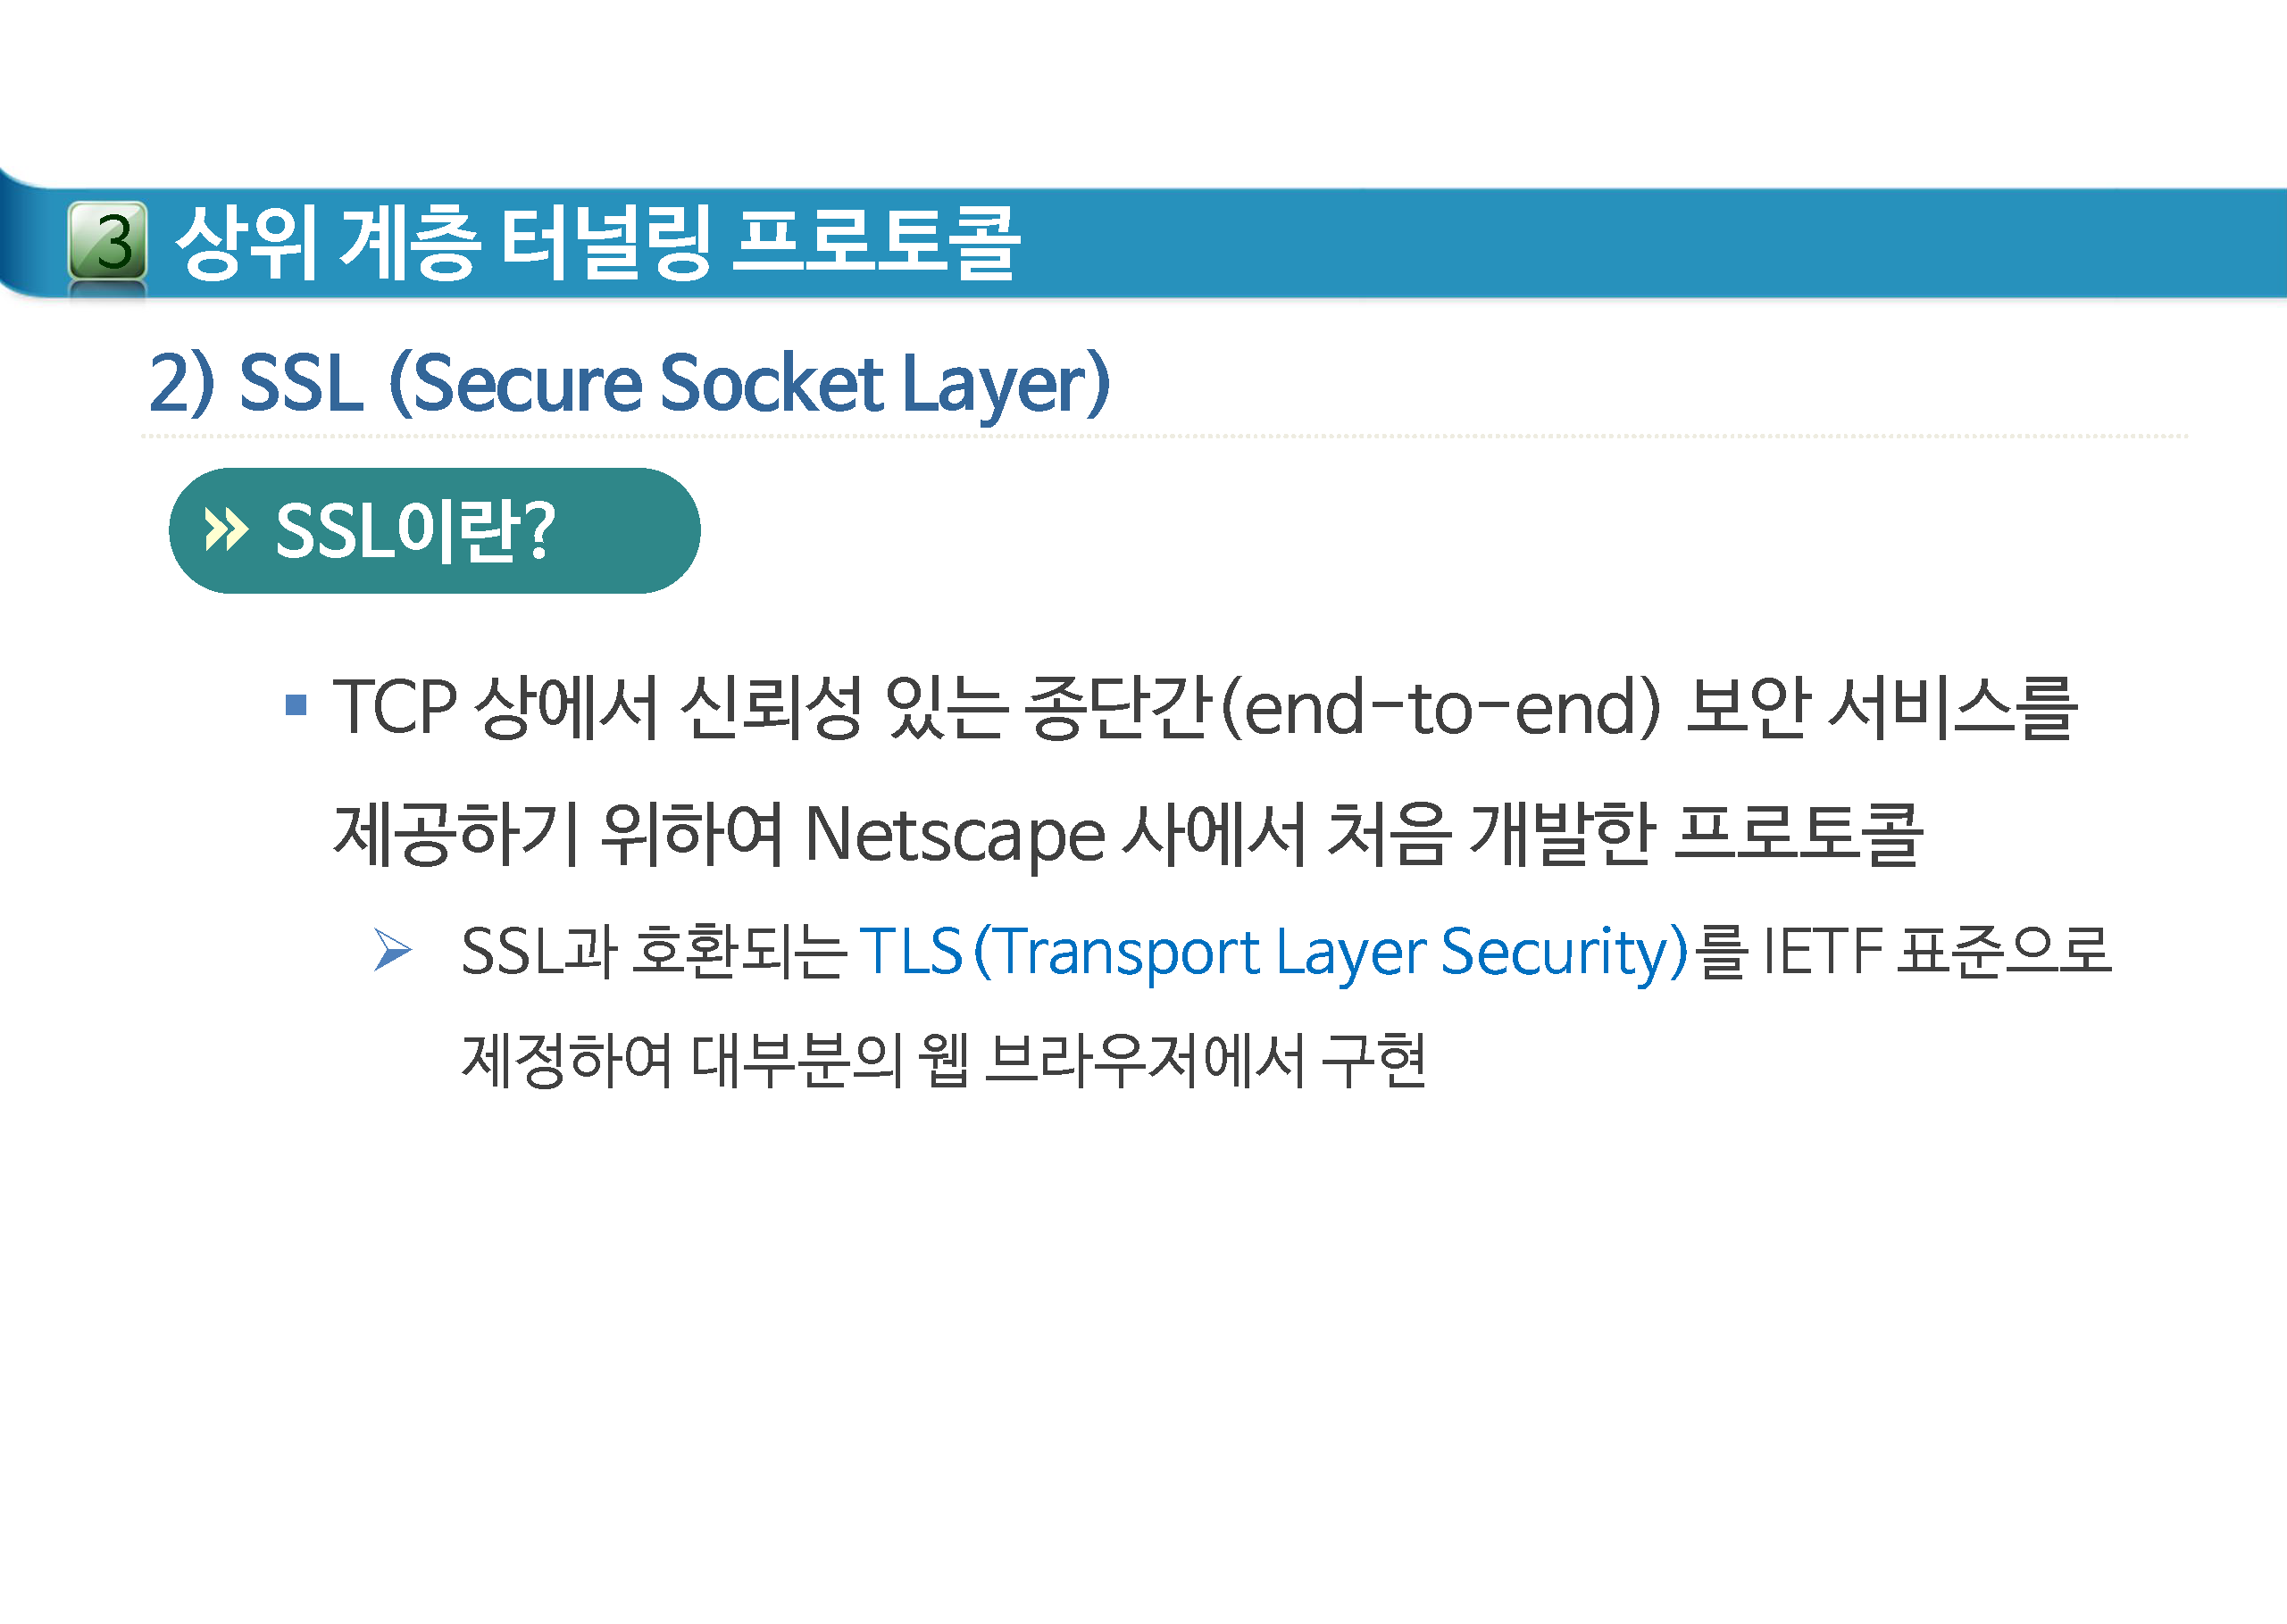 3 상위 계층 터널링 프로토콜
2) SSL (Secure Socket Layer)
» SSL이란?
▪ TCP 상에서 신뢰성 있는 종단간(end-to-end) 보안 서비스를
제공하기 위하여 Netscape 사에서 처음 개발한 프로토콜
➢ SSL과 호환되는 TLS(Transport Layer Security)를 IETF 표준으로
제정하여 대부분의 웹 브라우저에서 구현